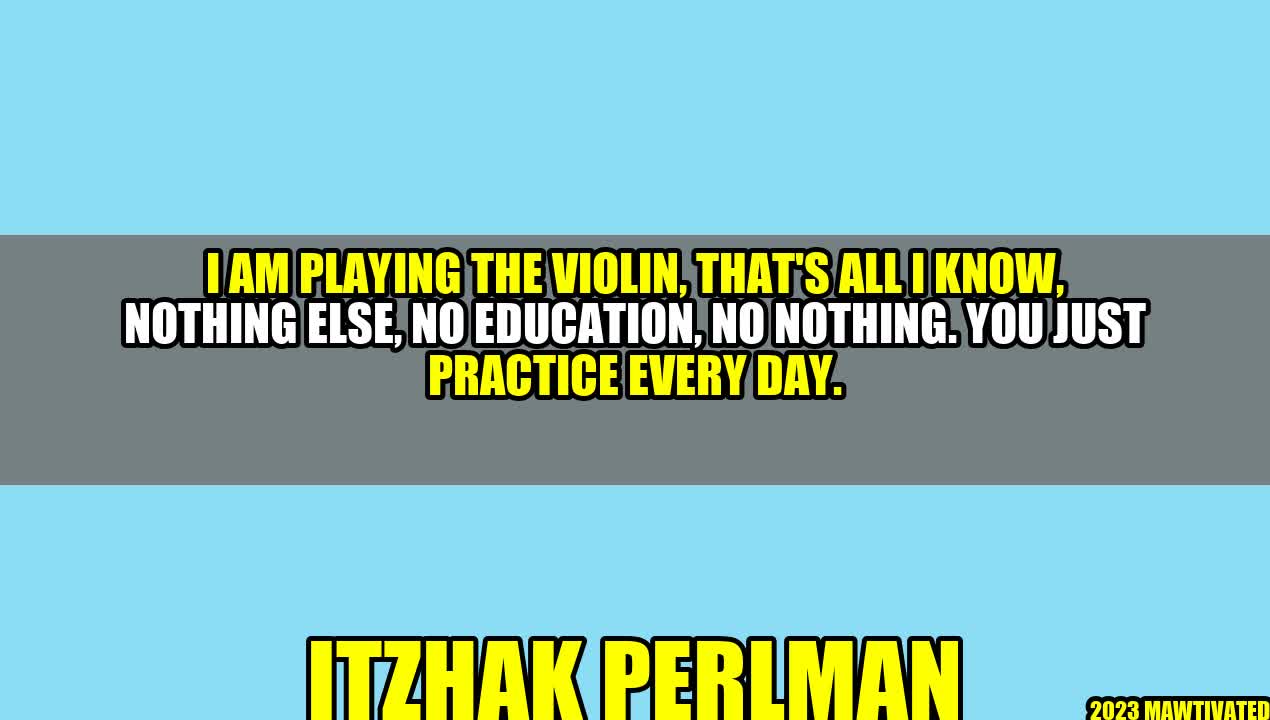 I AM PLAYING THE VIOLIN, THAT'S ALL I KNOW,
NOTHING ELSE, NO EDUCATION, NO NOTHING. YOU JUST
PRACTICE EVERY DAY.
ITZHAK PERLMAN
2023 MAWTIVATED